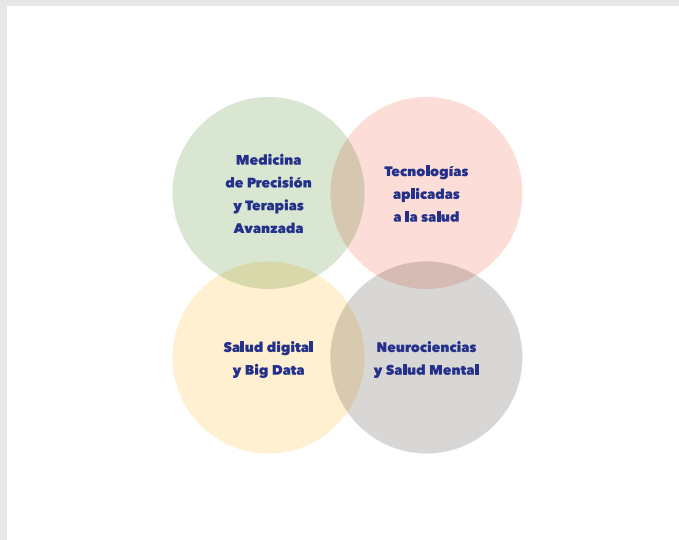 Medicina
de Precisión
y Terapias
Avanzada
Tecnologías
aplicadas
a la salud
Salud digital
y Big Data
Neurociencias
y Salud Mental